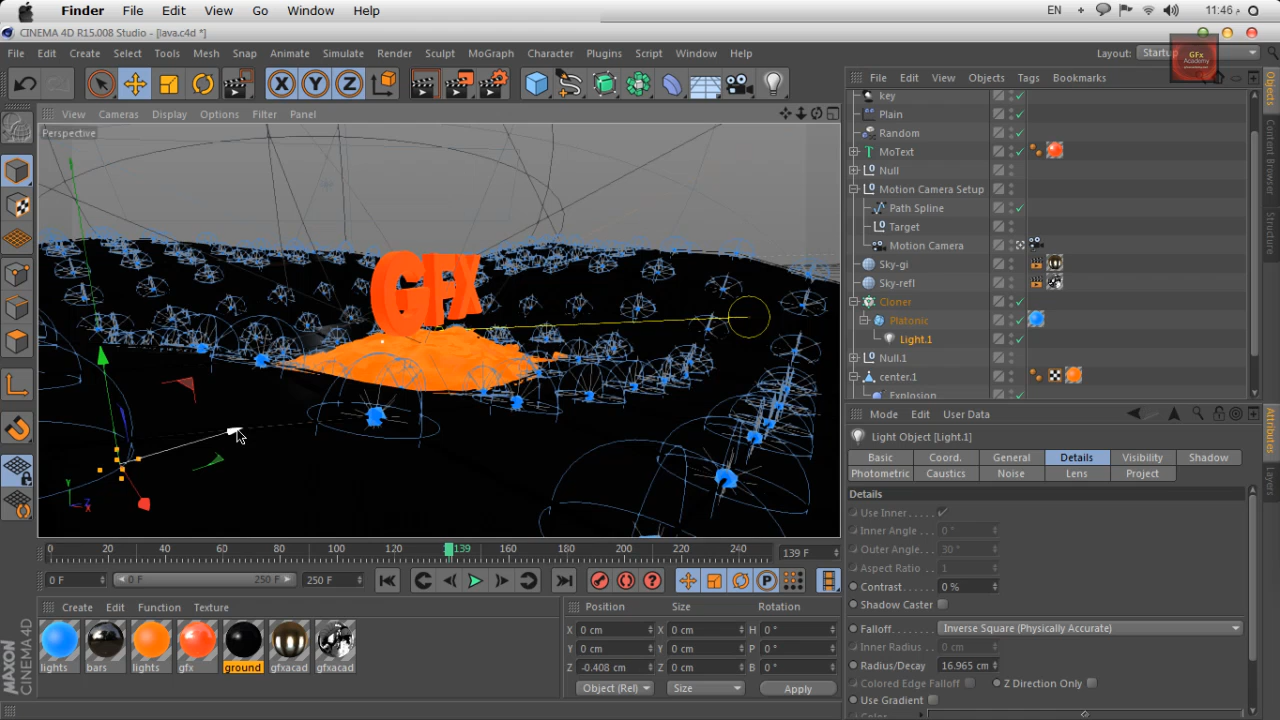 Finder File Edit View Go Window Help EN 11:46
CINEMA 4D R15.008 Studio - [lava.c4d *]
File Edit Create Select Tools Mesh Snap Animate Simulate Render Sculpt MoGraph Character Plugins Script Window Help Layout: Startup
GFx
Academy
X Y Z
File Edit View Objects Tags Bookmarks
View Cameras Display Options Filter Panel
Perspective
key
Plain
Random
MoText
Null
Motion Camera Setup
Path Spline
Target
Motion Camera
Sky-gi
Sky-refl
Cloner
Platonic
Light.1
Null.1
center.1
Explosion
Objects
Content Browser
Structure
GFX
Y
Z
X
Mode Edit User Data
Light Object [Light.1]
Basic Coord. General Details Visibility Shadow
Photometric Caustics Noise Lens Project
Details
Use Inner
Inner Angle 0 °
Outer Angle 30 °
Aspect Ratio 1
Contrast 0 %
Shadow Caster
Falloff Inverse Square (Physically Accurate)
Inner Radius 0 cm
Radius/Decay 16.965 cm
Colored Edge Falloff Z Direction Only
Use Gradient
Color
Attributes
Layers
0 20 40 60 80 100 120 139 160 180 200 220 240 139 F
0 F 0 F 250 F 250 F
P
Create Edit Function Texture
lights bars lights gfx ground gfxacad gfxacad
MAXON
CINEMA4D
Position Size Rotation
X 0 cm X 0 cm H 0 °
Y 0 cm Y 0 cm P 0 °
Z -0.408 cm Z 0 cm B 0 °
Object (Rel) Size Apply